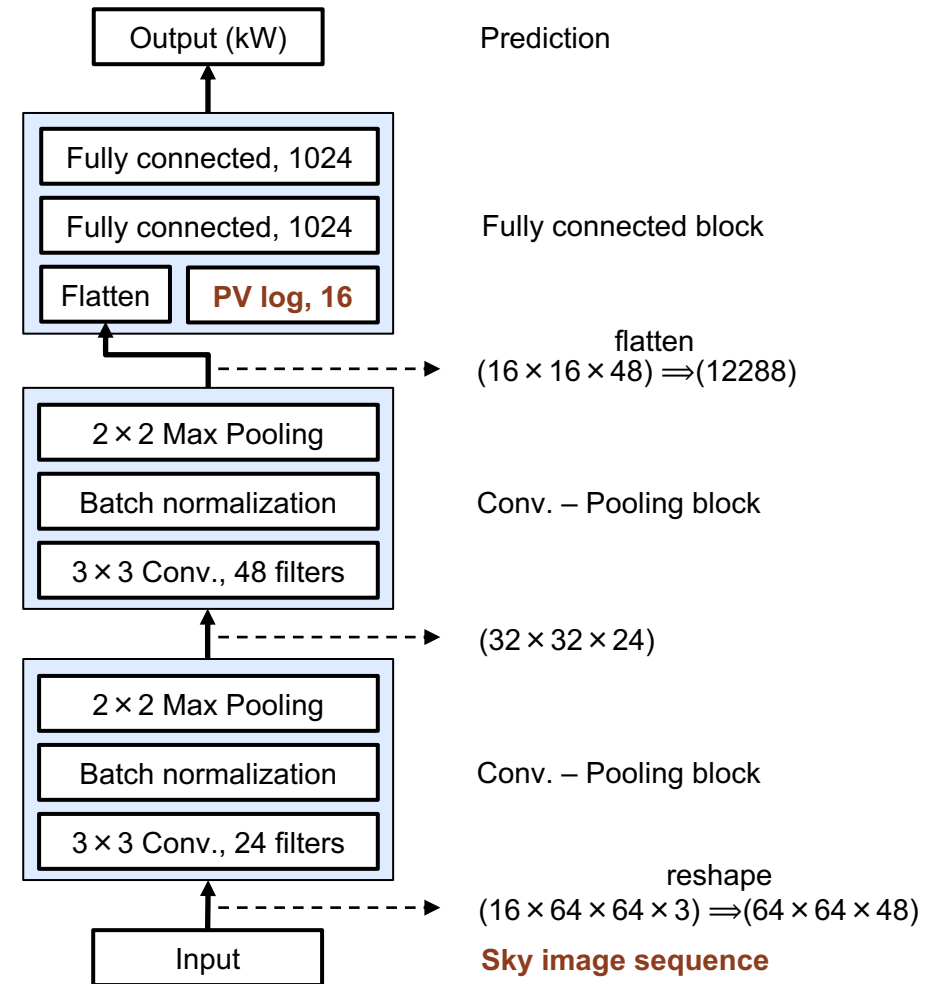 Output (kW)
Prediction
Fully connected, 1024
Fully connected, 1024
Fully connected block
Flatten
PV log, 16
flatten
(16 × 16 × 48) ⟹(12288)
2 × 2 Max Pooling
Batch normalization
Conv. – Pooling block
3 × 3 Conv., 48 filters
(32 × 32 × 24)
2 × 2 Max Pooling
Batch normalization
Conv. – Pooling block
3 × 3 Conv., 24 filters
reshape
(16 × 64 × 64 × 3) ⟹(64 × 64 × 48)
Input
Sky image sequence